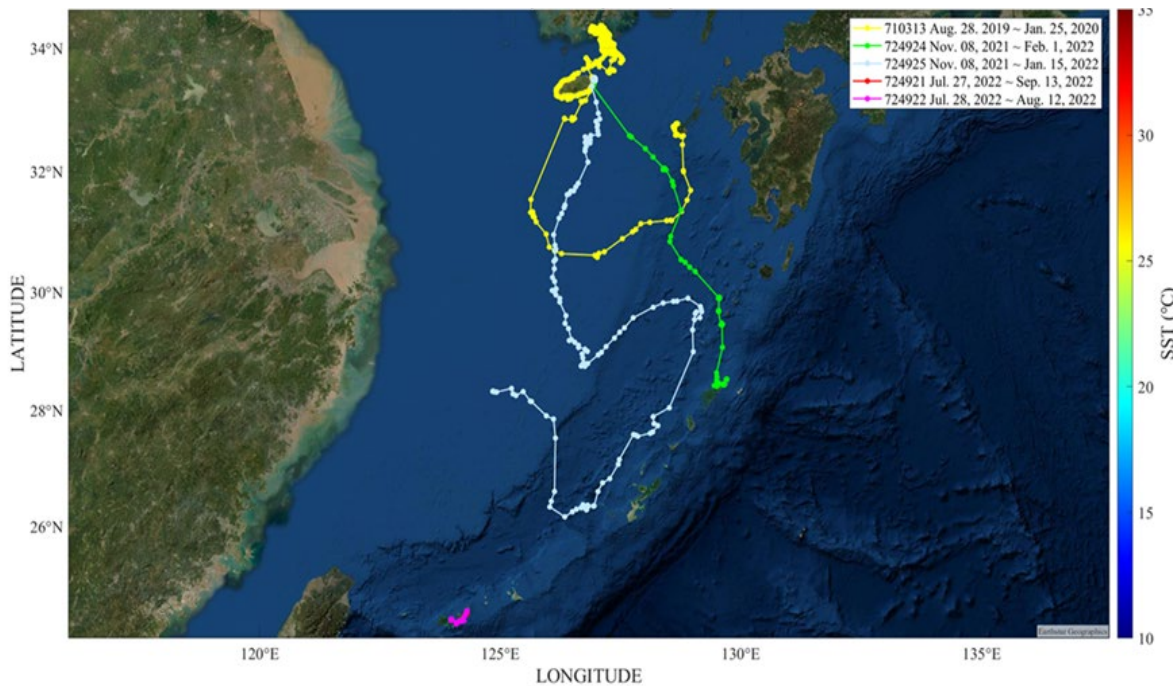 710313 Aug. 28. 2019 ~ Jan. 25, 2020
724924 Nov. 08, 2021 ~ Feb. 1, 2022
724925 Nov. 08, 2021 ~ Jan. 15, 2022
724921 Jul. 27, 2022 ~ Sep. 13, 2022
724922 Jul. 28, 2022 ~ Aug. 12, 2022
34°N
32°N
30°N
28°N
26°N
LATITUDE
120°E
125°E
130°E
135°E
LONGITUDE
35
30
25
20
15
10
SST (°C)
Earthstar Geographics